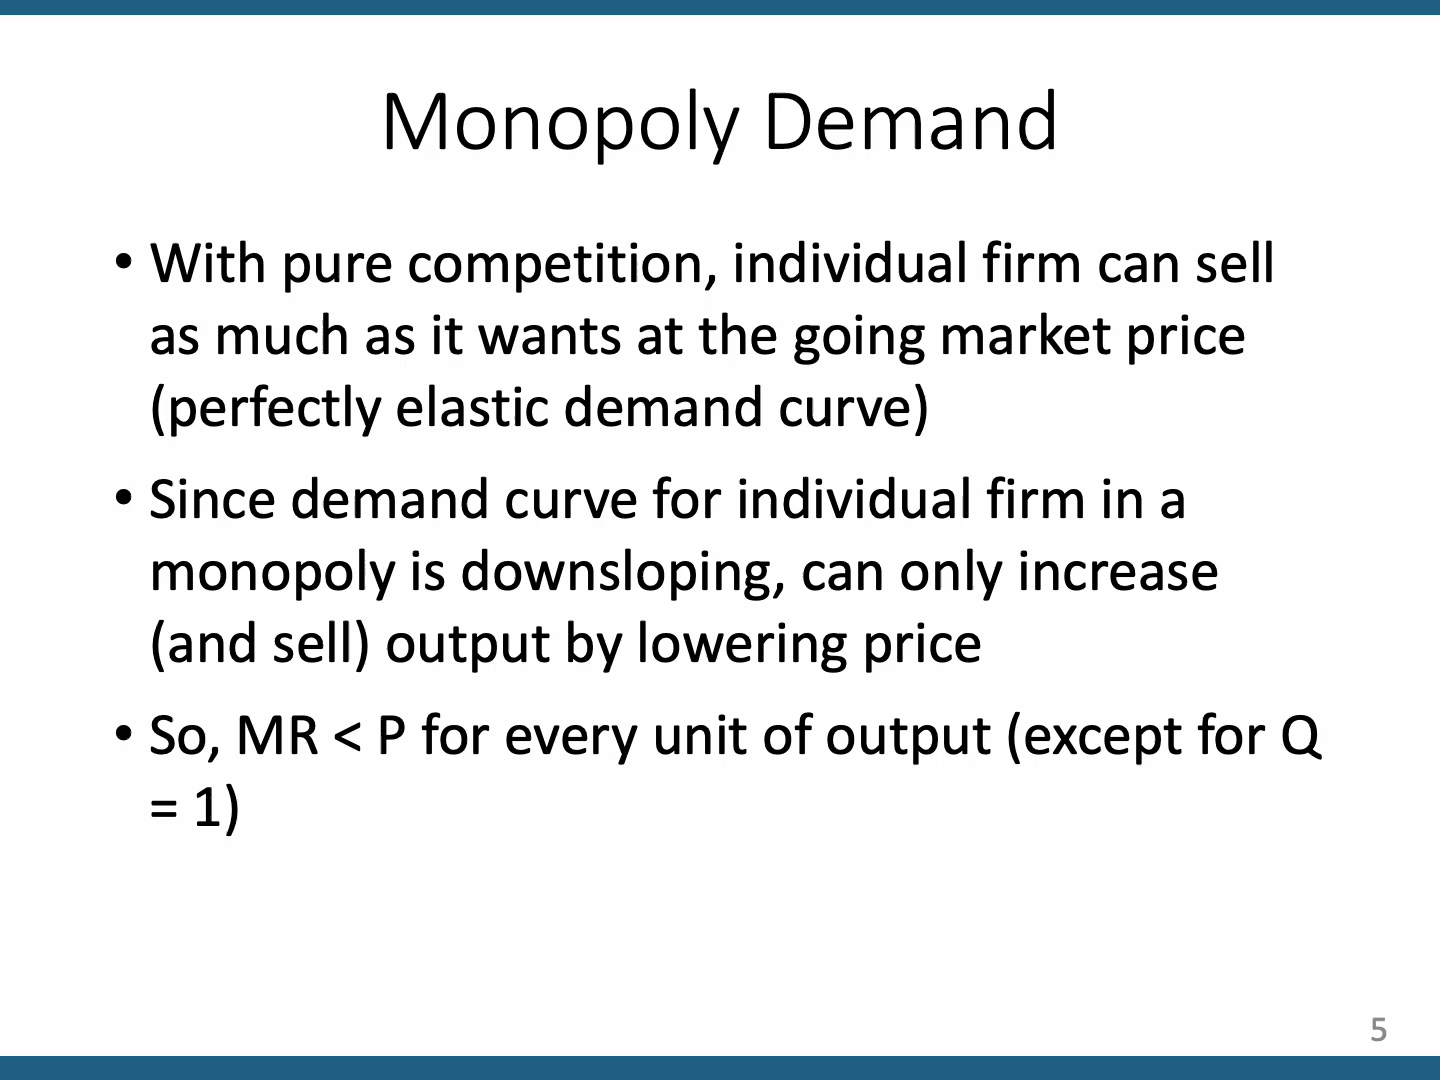 Monopoly Demand
• With pure competition, individual firm can sell
as much as it wants at the going market price
(perfectly elastic demand curve)
• Since demand curve for individual firm in a
monopoly is downsloping, can only increase
(and sell) output by lowering price
• So, MR < P for every unit of output (except for Q
= 1)
5